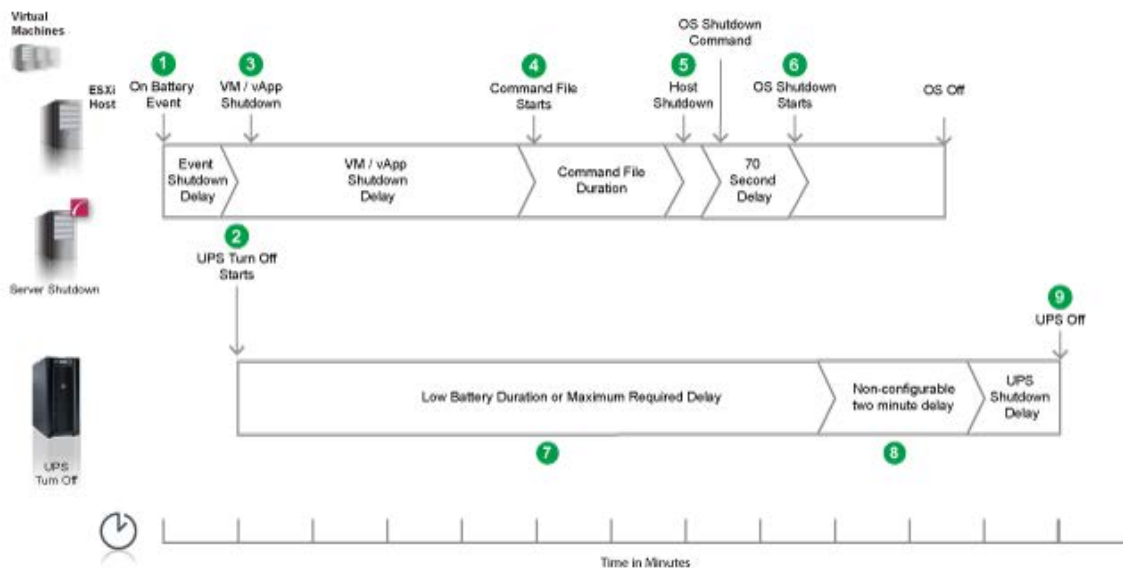 Virtual
Machines
OS Shutdown
Command
1
3
4
5
6
ESXi
Host
On Battery
Event
VM / vApp
Shutdown
Command File
Starts
Host
Shutdown
OS Shutdown
Starts
OS Off
Event
Shutdown
Delay
VM / vApp
Shutdown
Delay
Command File
Duration
70
Second
Delay
2
UPS Turn Off
Starts
Server Shutdown
9
UPS Off
Low Battery Duration or Maximum Required Delay
Non-configurable
two minute delay
UPS
Shutdown
Delay
7
8
UPS
Turn Off
Time in Minutes